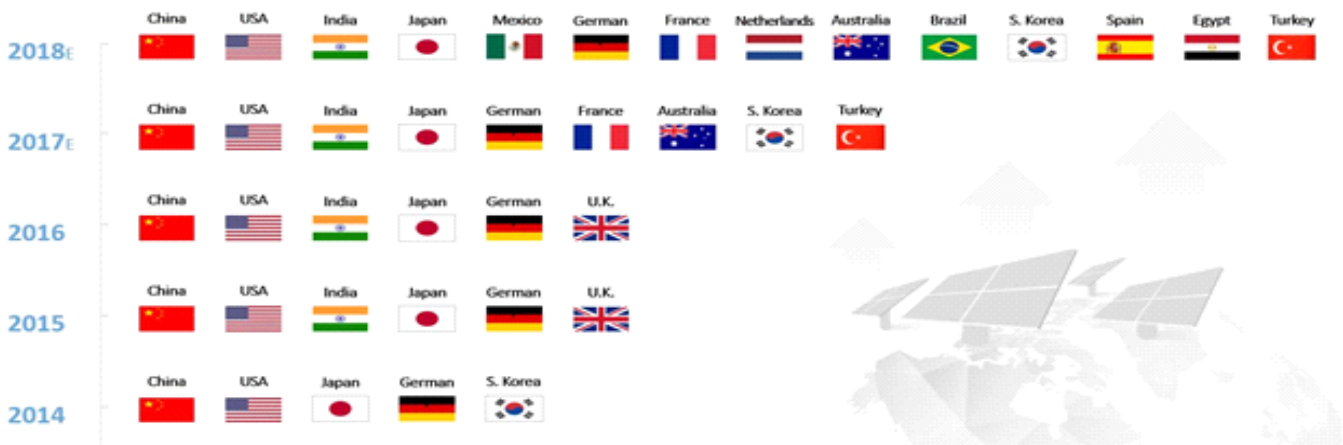 China USA India Japan Mexico German France Netherlands Australia Brazil S. Korea Spain Egypt Turkey
2018E
China USA India Japan German France Australia S. Korea Turkey
2017E
China USA India Japan German U.K.
2016
China USA India Japan German U.K.
2015
China USA Japan German S. Korea
2014